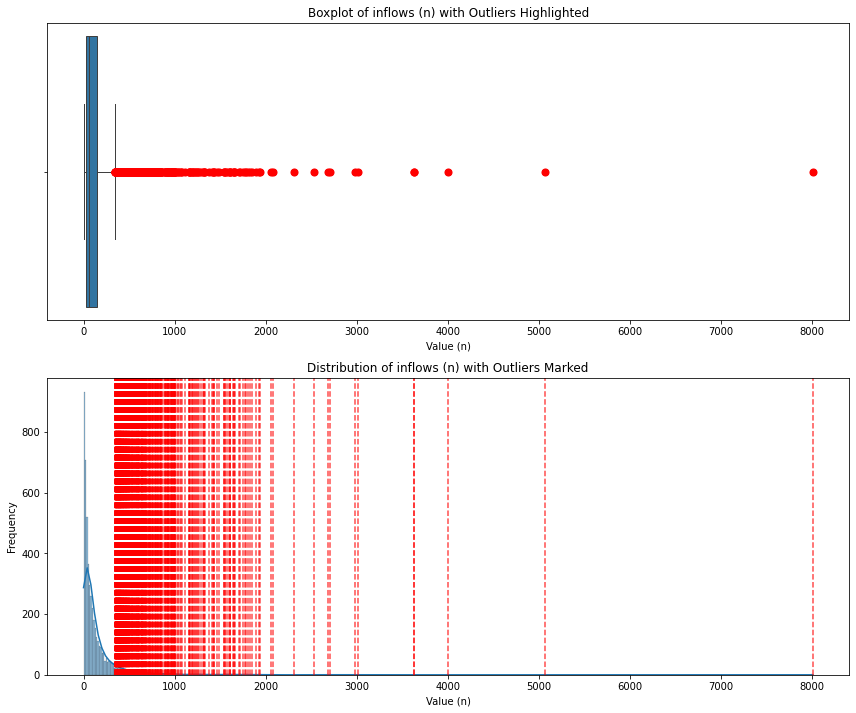 Boxplot of inflows (n) with Outliers Highlighted
0 1000 2000 3000 4000 5000 6000 7000 8000
Value (n)
Distribution of inflows (n) with Outliers Marked
Frequency
800
600
400
200
0
0 1000 2000 3000 4000 5000 6000 7000 8000
Value (n)